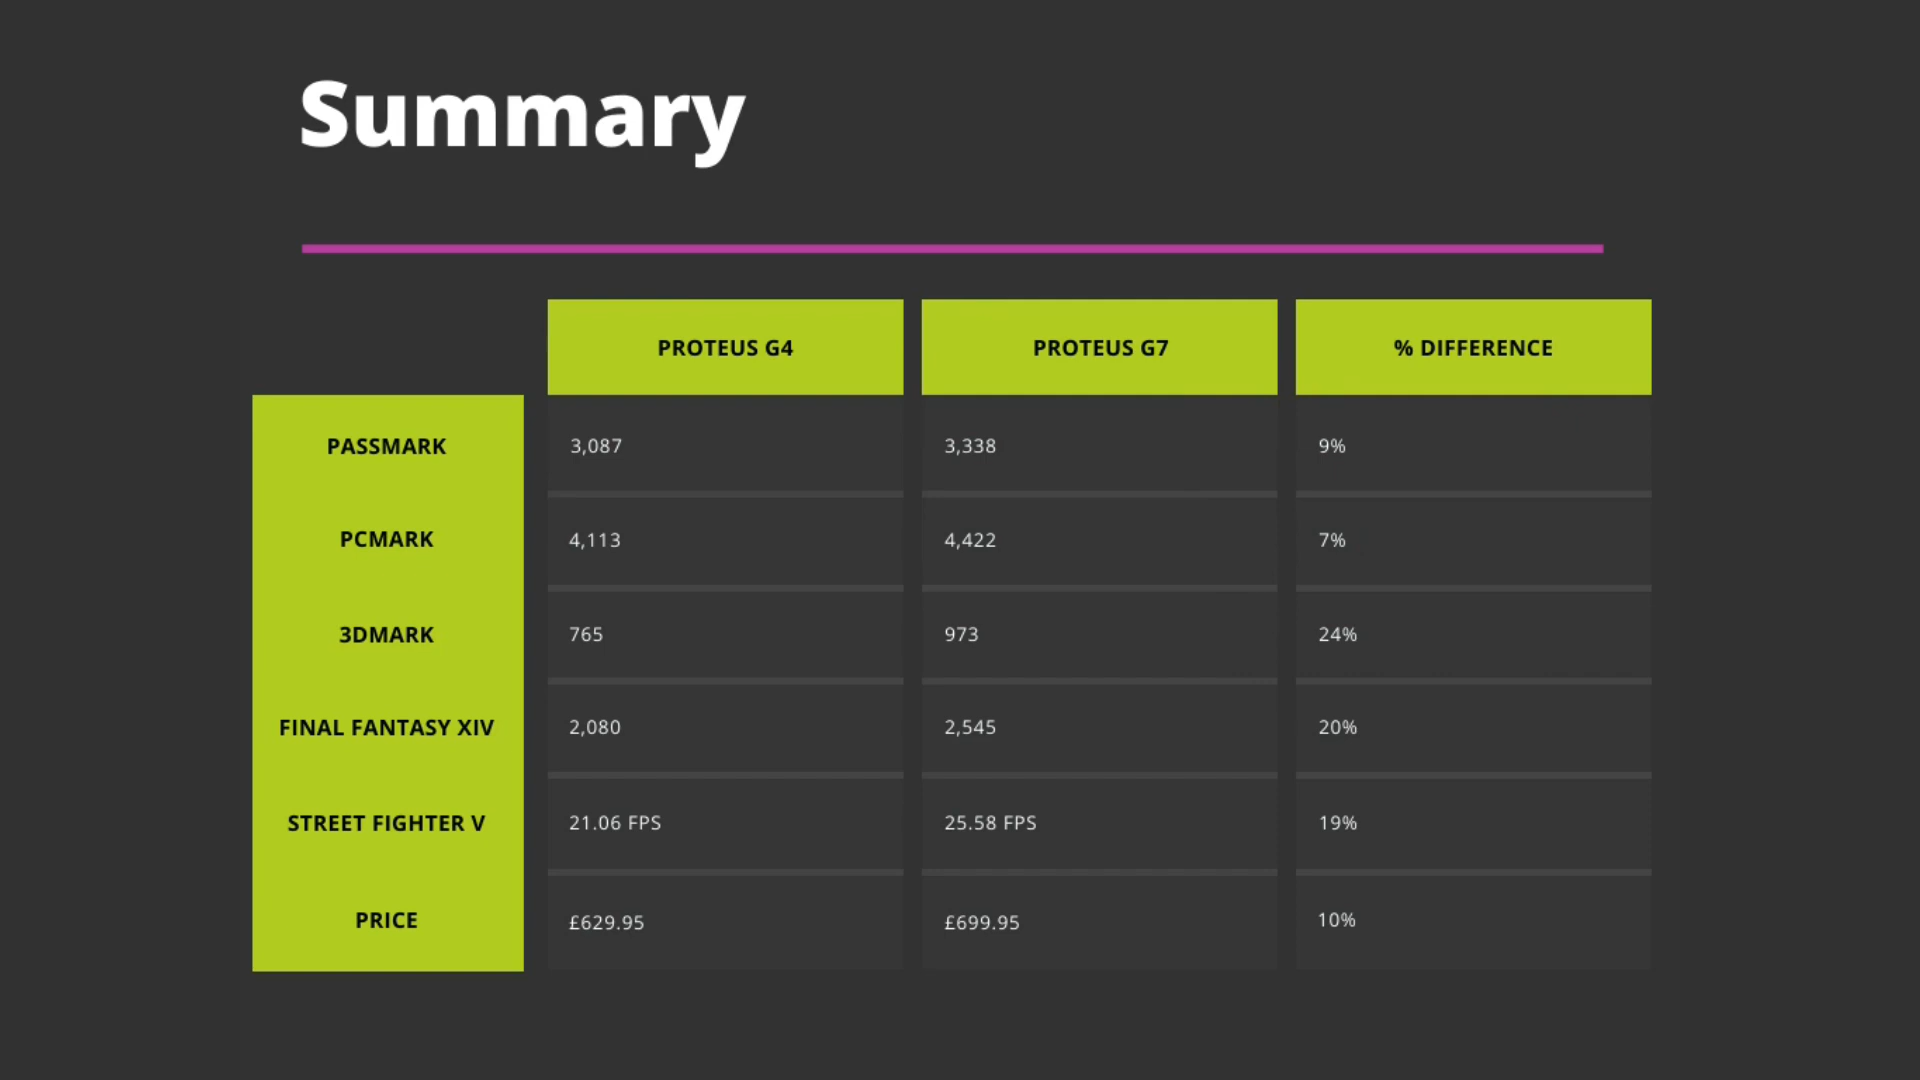 Summary
PROTEUS G4 PROTEUS G7 % DIFFERENCE
PASSMARK 3,087 3,338 9%
PCMARK 4,113 4,422 7%
3DMARK 765 973 24%
FINAL FANTASY XIV 2,080 2,545 20%
STREET FIGHTER V 21.06 FPS 25.58 FPS 19%
PRICE £629.95 £699.95 10%